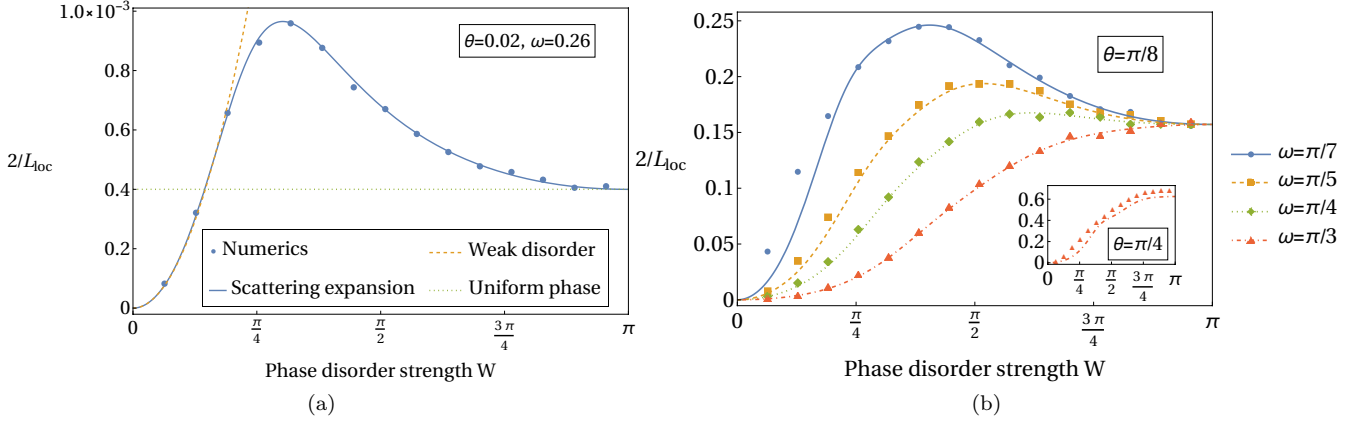 1.0×10⁻³
0.8
0.6
0.4
0.2
0
2/L_loc
θ=0.02, ω=0.26
Numerics
Weak disorder
Scattering expansion
Uniform phase
0
π/4
π/2
3π/4
π
Phase disorder strength W
(a)
0.25
0.20
0.15
0.10
0.05
0
2/L_loc
θ=π/8
0.6
0.4
0.2
0
θ=π/4
0
π/4
π/2
3π/4
π
0
π/4
π/2
3π/4
π
Phase disorder strength W
(b)
ω=π/7
ω=π/5
ω=π/4
ω=π/3